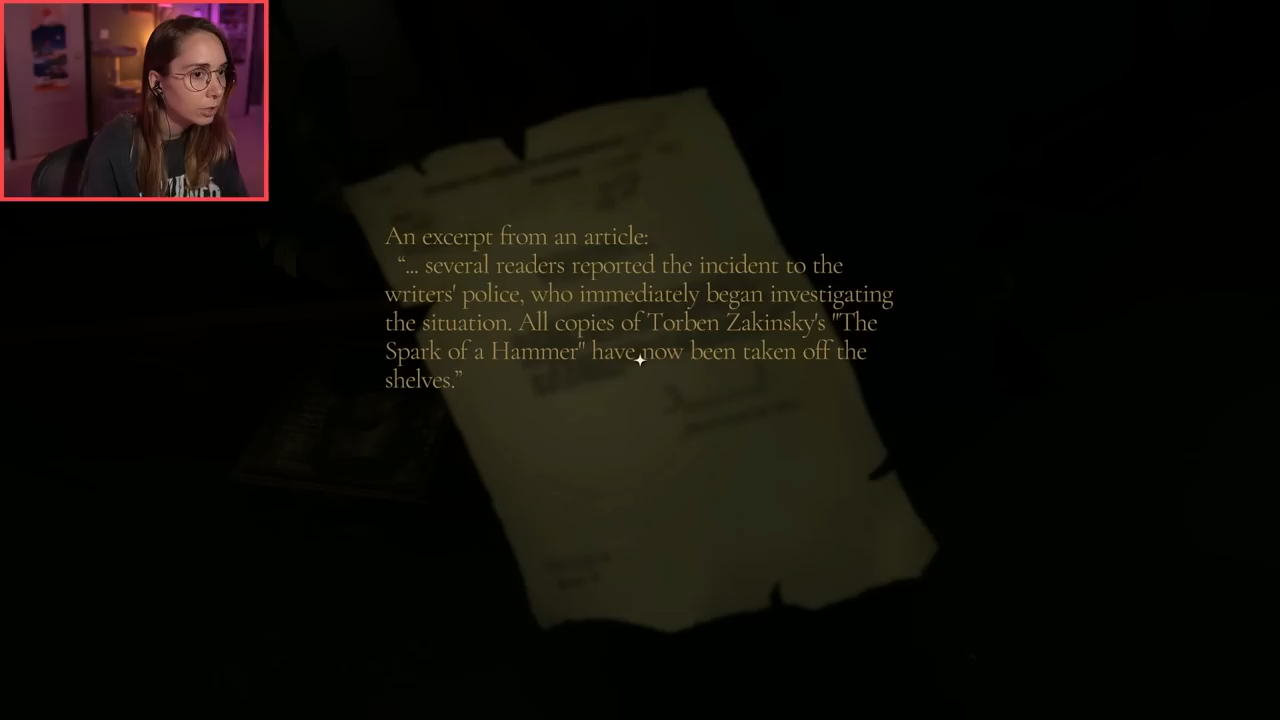 An excerpt from an article:
“... several readers reported the incident to the
writers' police, who immediately began investigating
the situation. All copies of Torben Zakinsky's "The
Spark of a Hammer" have now been taken off the
shelves.”